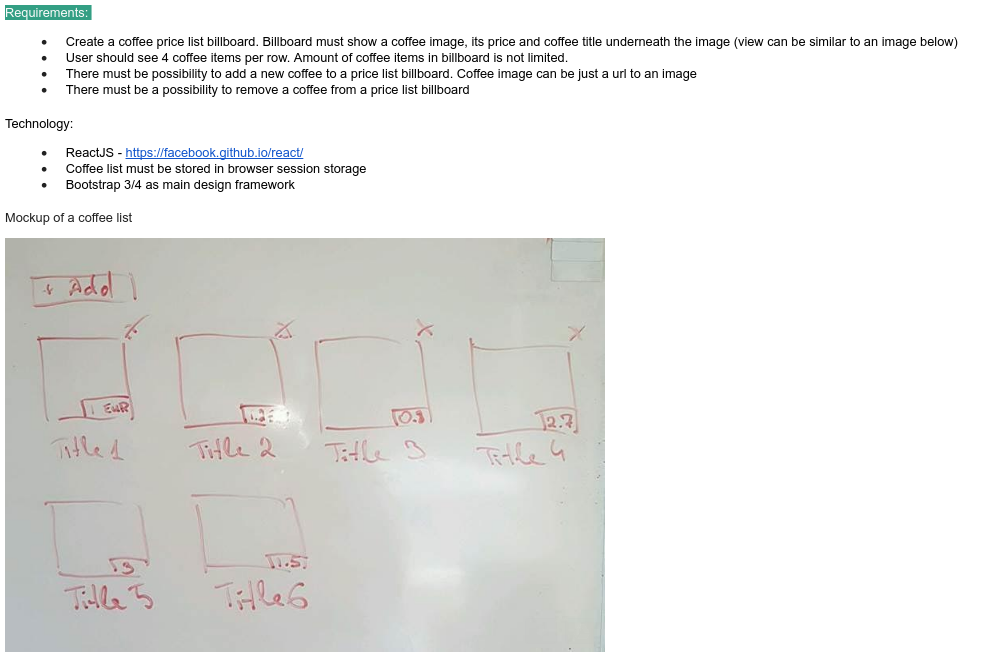 Requirements:
Create a coffee price list billboard. Billboard must show a coffee image, its price and coffee title underneath the image (view can be similar to an image below)
User should see 4 coffee items per row. Amount of coffee items in billboard is not limited.
There must be possibility to add a new coffee to a price list billboard. Coffee image can be just a url to an image
There must be a possibility to remove a coffee from a price list billboard
Technology:
ReactJS - https://facebook.github.io/react/
Coffee list must be stored in browser session storage
Bootstrap 3/4 as main design framework
Mockup of a coffee list
+ Add
X X X X
1 EUR 2.7
Title 1 Title 2 Title 3 Title 4
3 1.5
Title 5 Title 6